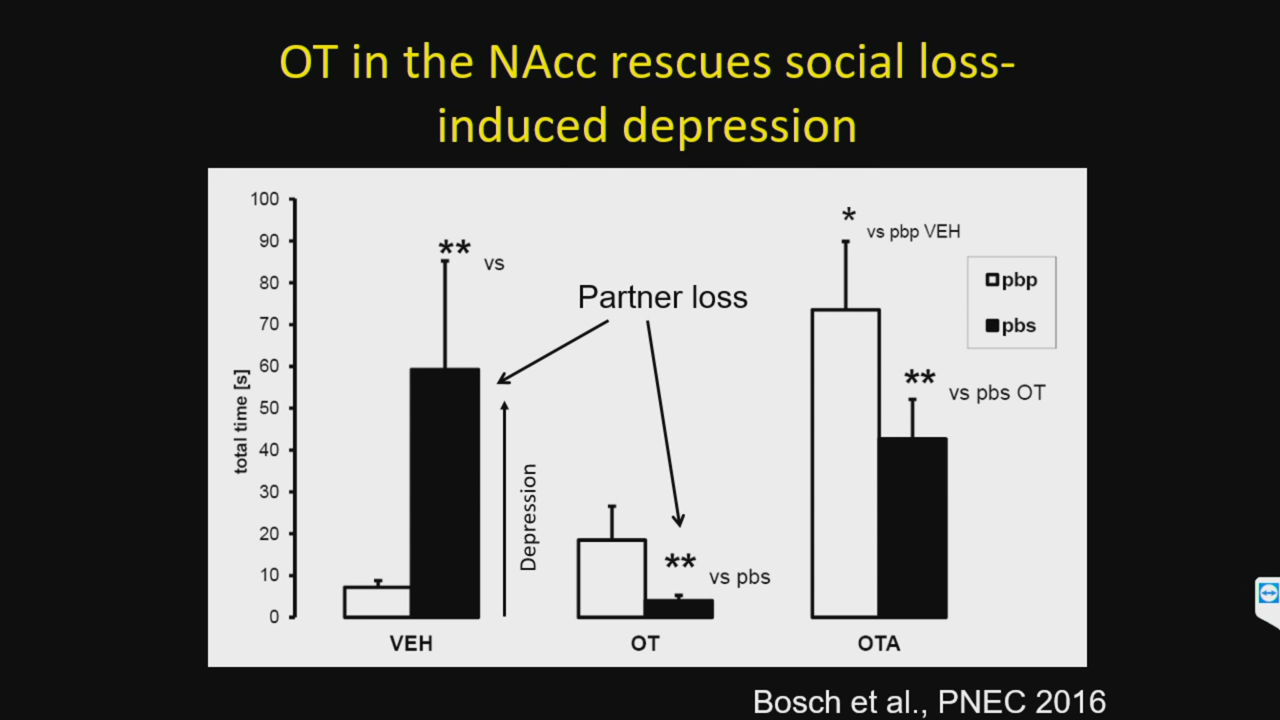 OT in the NAcc rescues social loss-
induced depression
100
90
80
70
60
50
40
30
20
10
0
total time [s]
** vs
Partner loss
Depression
** vs pbs
* vs pbp VEH
** vs pbs OT
pbp
pbs
VEH
OT
OTA
Bosch et al., PNEC 2016